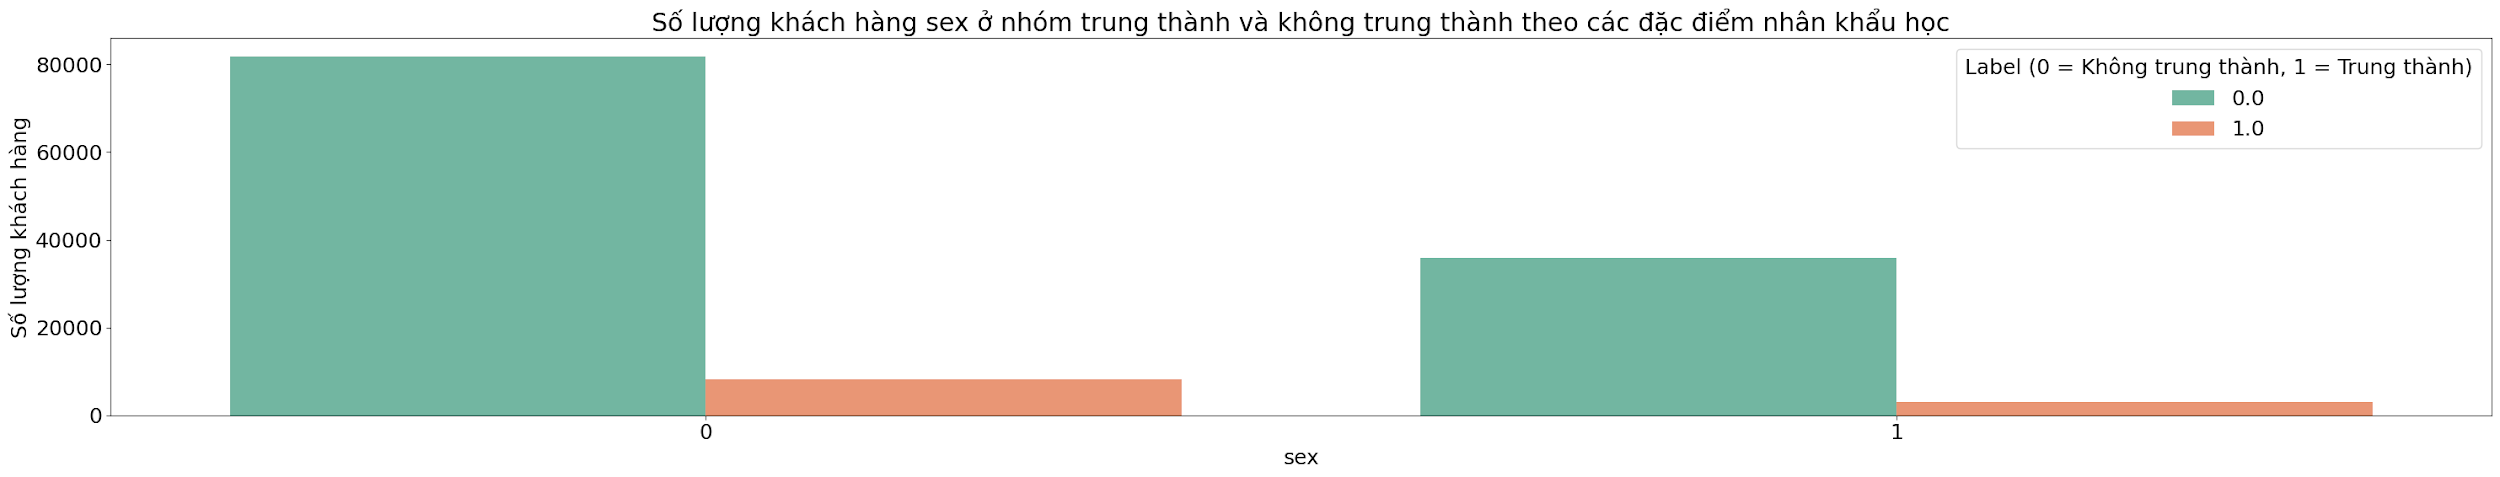 Số lượng khách hàng sex ở nhóm trung thành và không trung thành theo các đặc điểm nhân khẩu học
Số lượng khách hàng
80000
60000
40000
20000
0
Label (0 = Không trung thành, 1 = Trung thành)
0.0
1.0
0
1
sex